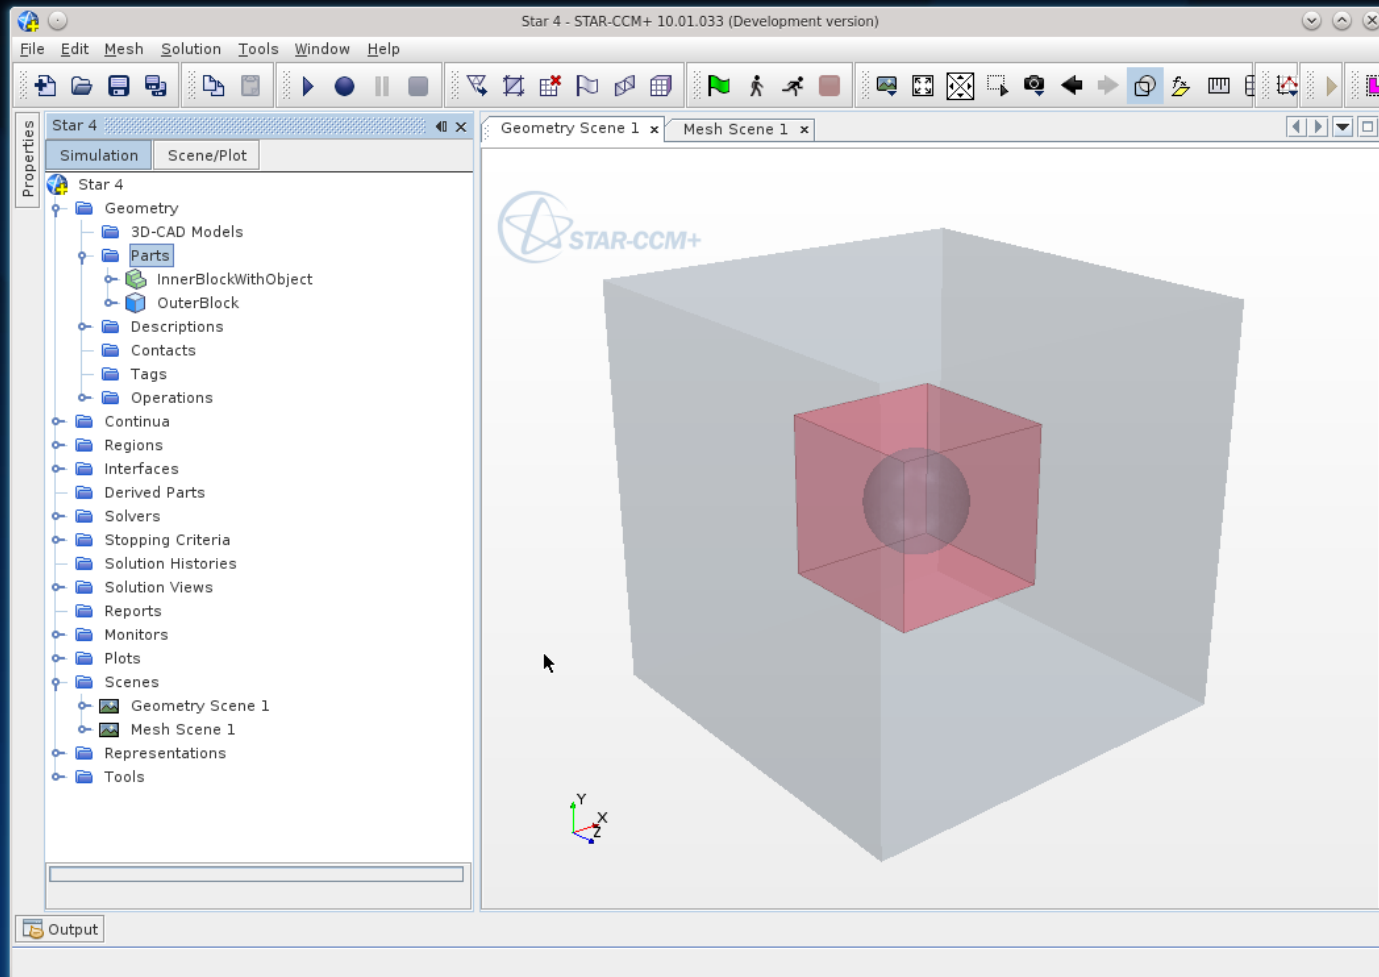 Star 4 - STAR-CCM+ 10.01.033 (Development version)
File Edit Mesh Solution Tools Window Help
Properties
Star 4
Simulation Scene/Plot
Star 4
Geometry
3D-CAD Models
Parts
InnerBlockWithObject
OuterBlock
Descriptions
Contacts
Tags
Operations
Continua
Regions
Interfaces
Derived Parts
Solvers
Stopping Criteria
Solution Histories
Solution Views
Reports
Monitors
Plots
Scenes
Geometry Scene 1
Mesh Scene 1
Representations
Tools
Geometry Scene 1 Mesh Scene 1
STAR-CCM+
Y
X
Z
Output